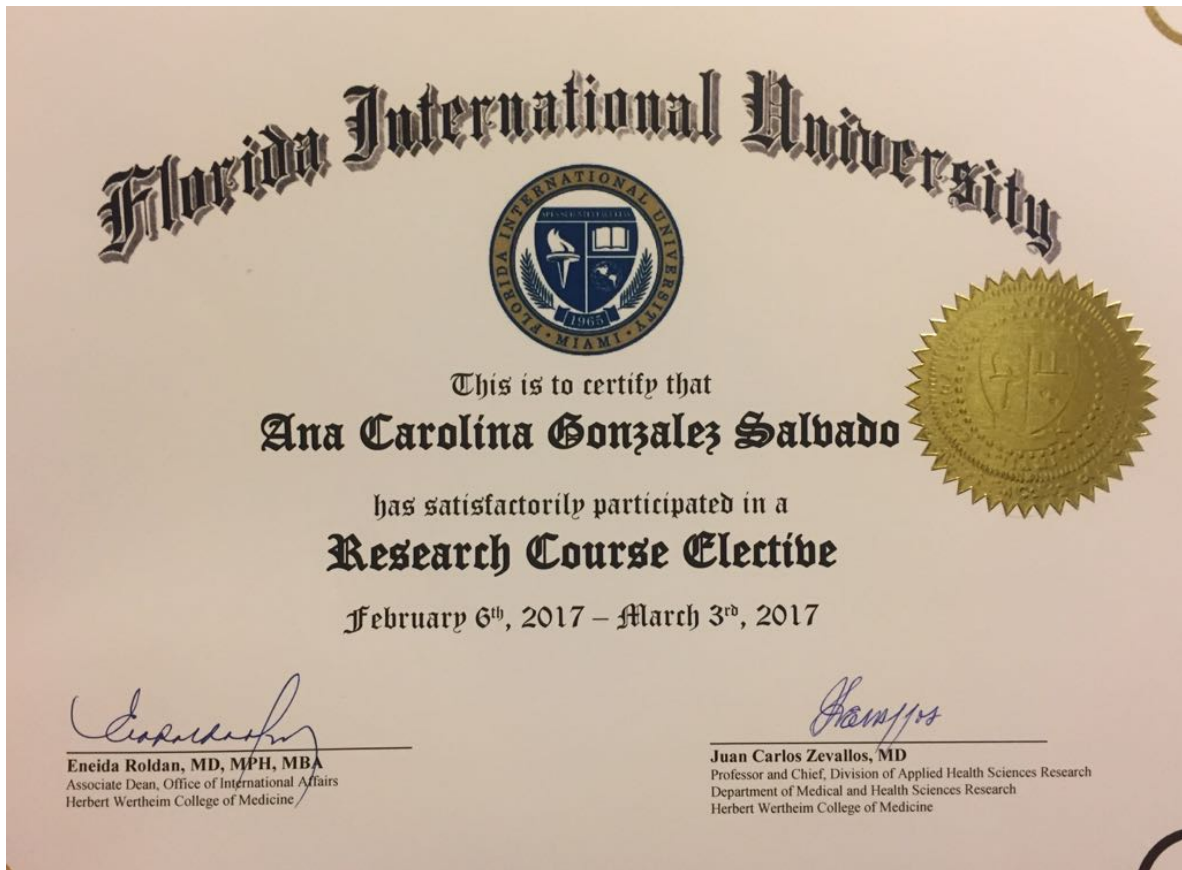 Florida International University
FLORIDA INTERNATIONAL UNIVERSITY
1965
MIAMI
This is to certify that
Ana Carolina Gonzalez Salvado
has satisfactorily participated in a
Research Course Elective
February 6th, 2017 – March 3rd, 2017
Eneida Roldan, MD, MPH, MBA
Associate Dean, Office of International Affairs
Herbert Wertheim College of Medicine
Juan Carlos Zevallos, MD
Professor and Chief, Division of Applied Health Sciences Research
Department of Medical and Health Sciences Research
Herbert Wertheim College of Medicine